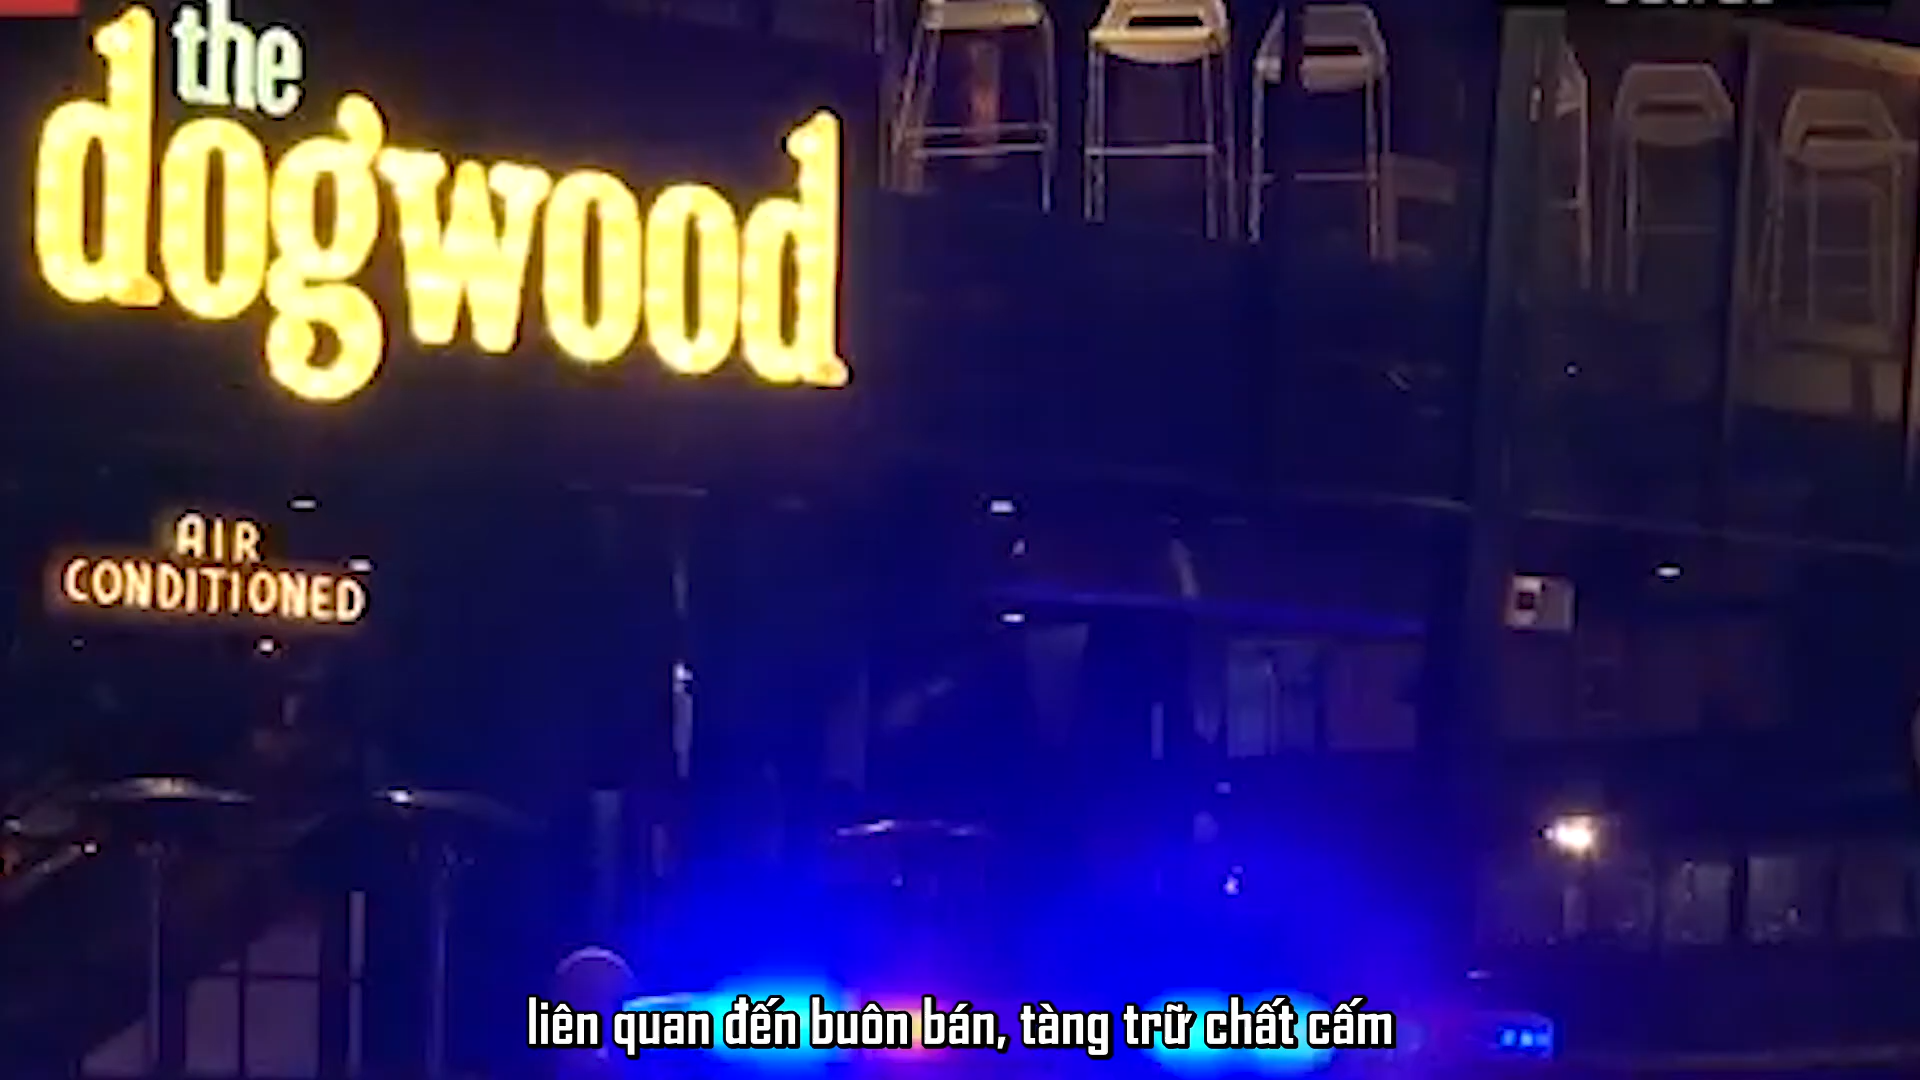 the
dogwood
AIR
CONDITIONED
liên quan đến buôn bán, tàng trữ chất cấm